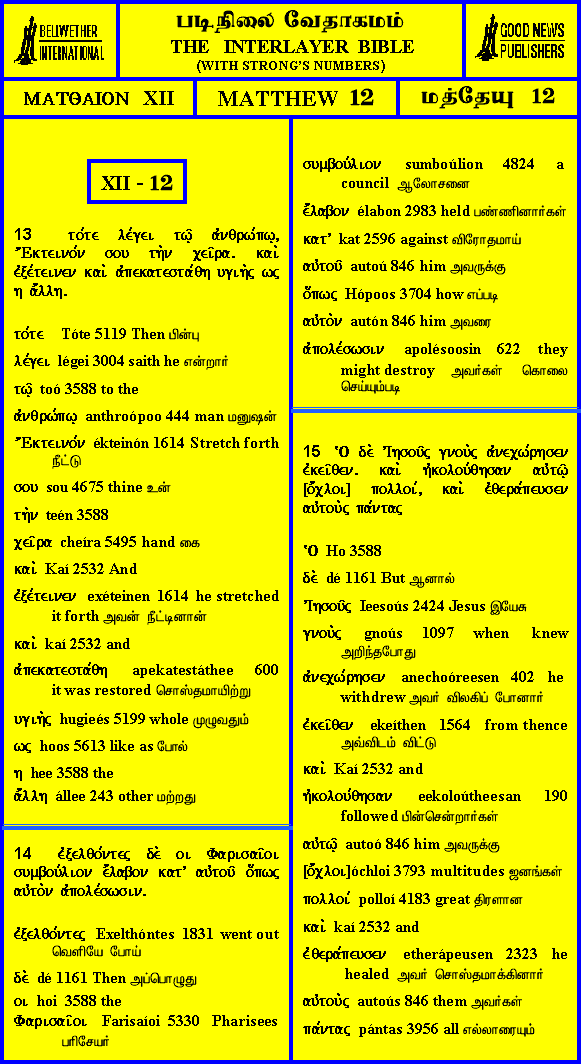 BELLWETHER
INTERNATIONAL
படிநிலை வேதாகமம்
THE INTERLAYER BIBLE
(WITH STRONG'S NUMBERS)
GOOD NEWS
PUBLISHERS
ΜΑΤΘΑΙΟΝ XII
MATTHEW 12
மத்தேயு 12
XII - 12
13 τότε λέγει τῷ ἀνθρώπῳ,
Ἔκτεινόν σου τὴν χεῖρα. καὶ
ἐξέτεινεν καὶ ἀπεκατεστάθη υγιὴς ως
η ἄλλη.
τότε Tóte 5119 Then பின்பு
λέγει légei 3004 saith he என்றார்
τῷ toó 3588 to the
ἀνθρώπῳ anthroópoo 444 man மனுஷன்
Ἔκτεινόν ékteinón 1614 Stretch forth
நீட்டு
σου sou 4675 thine உன்
τὴν teén 3588
χεῖρα cheíra 5495 hand கை
καὶ Kaí 2532 And
ἐξέτεινεν exéteinen 1614 he stretched
it forth அவன் நீட்டினான்
καὶ kaí 2532 and
ἀπεκατεστάθη apekatestáthee 600
it was restored சொஸ்தமாயிற்று
υγιὴς hugieés 5199 whole முழுவதும்
ως hoos 5613 like as போல்
η hee 3588 the
ἄλλη állee 243 other மற்றது
14 ἐξελθόντες δὲ οι Φαρισαῖοι
συμβούλιον ἔλαβον κατ' αὐτοῦ ὅπως
αὐτὸν ἀπολέσωσιν.
ἐξελθόντες Exelthóntes 1831 went out
வெளியே போய்
δὲ dé 1161 Then அப்பொழுது
οι hoi 3588 the
Φαρισαῖοι Farisaíoi 5330 Pharisees
பரிசேயர்
συμβούλιον sumboúlion 4824 a
council ஆலோசனை
ἔλαβον élabon 2983 held பண்ணினார்கள்
κατ' kat 2596 against விரோதமாய்
αὐτοῦ autoú 846 him அவருக்கு
ὅπως Hópoos 3704 how எப்படி
αὐτὸν autón 846 him அவரை
ἀπολέσωσιν apolésoosin 622 they
might destroy அவர்கள் கொலை
செய்யும்படி
15 Ὁ δὲ Ἰησοῦς γνοὺς ἀνεχώρησεν
ἐκεῖθεν. καὶ ἠκολούθησαν αὐτῷ
[ὄχλοι] πολλοί, καὶ ἐθεράπευσεν
αὐτοὺς πάντας
Ὁ Ho 3588
δὲ dé 1161 But ஆனால்
Ἰησοῦς Ieesoús 2424 Jesus இயேசு
γνοὺς gnoús 1097 when knew
அறிந்தபோது
ἀνεχώρησεν anechoóreesen 402 he
withdrew அவர் விலகிப் போனார்
ἐκεῖθεν ekeíthen 1564 from thence
அவ்விடம் விட்டு
καὶ Kaí 2532 and
ἠκολούθησαν eekoloútheesan 190
followed பின்சென்றார்கள்
αὐτῷ autoó 846 him அவருக்கு
[ὄχλοι]óchloi 3793 multitudes ஜனங்கள்
πολλοί polloí 4183 great திரளான
καὶ kaí 2532 and
ἐθεράπευσεν etherápeusen 2323 he
healed அவர் சொஸ்தமாக்கினார்
αὐτοὺς autoús 846 them அவர்கள்
πάντας pántas 3956 all எல்லாரையும்